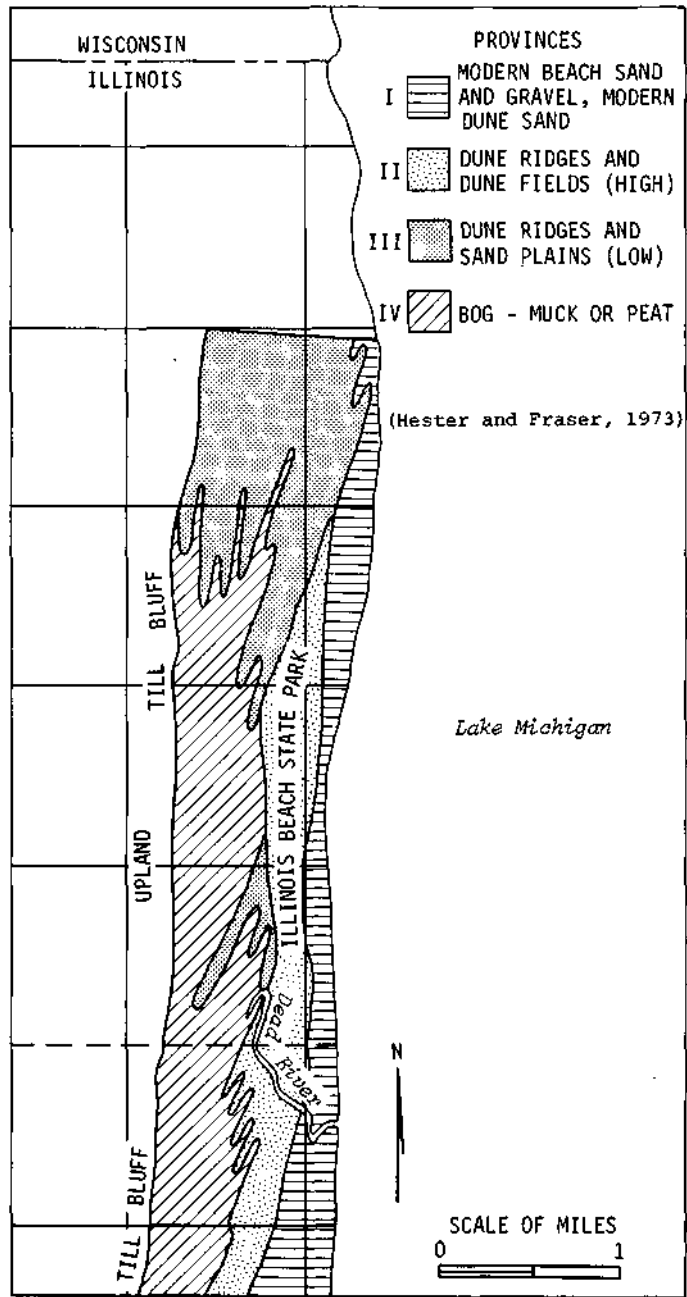 WISCONSIN
ILLINOIS
PROVINCES
I MODERN BEACH SAND
AND GRAVEL, MODERN
DUNE SAND
II DUNE RIDGES AND
DUNE FIELDS (HIGH)
III DUNE RIDGES AND
SAND PLAINS (LOW)
IV BOG - MUCK OR PEAT
(Hester and Fraser, 1973)
TILL BLUFF
UPLAND
ILLINOIS BEACH STATE PARK
Lake Michigan
Dead River
TILL BLUFF
N
SCALE OF MILES
0 1